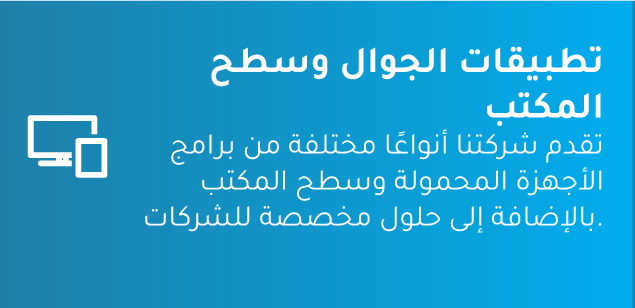 تطبيقات الجوال وسطح
المكتب
تقدم شركتنا أنواعًا مختلفة من برامج
الأجهزة المحمولة وسطح المكتب
.بالإضافة إلى حلول مخصصة للشركات